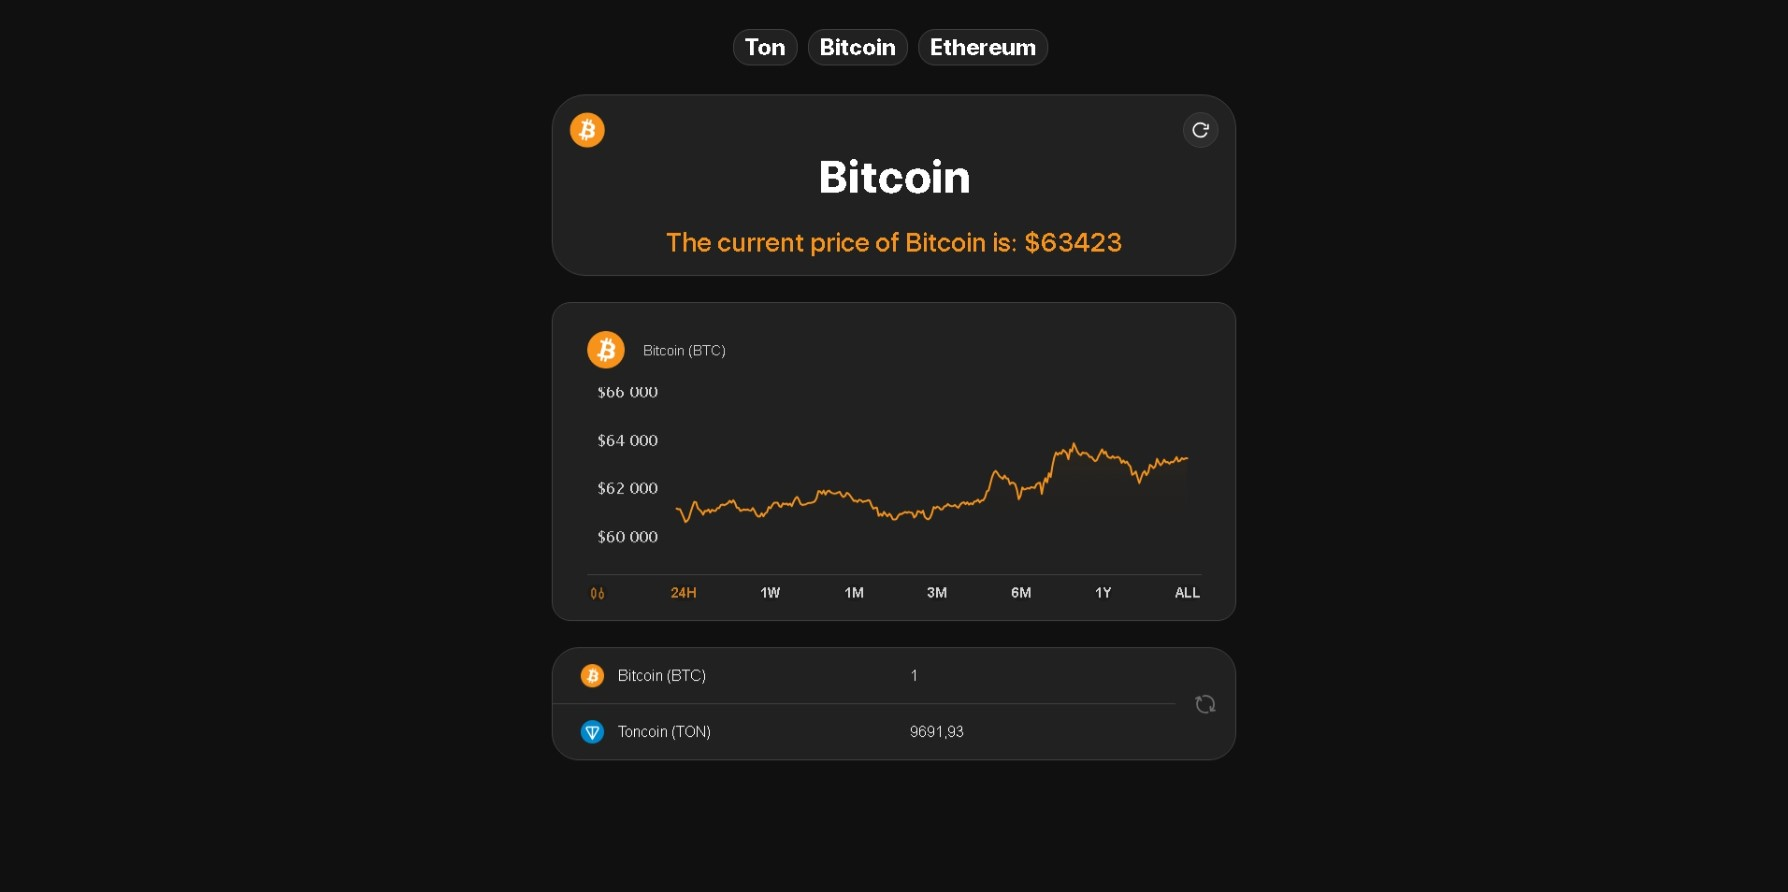 Ton Bitcoin Ethereum
Bitcoin
The current price of Bitcoin is: $63423
Bitcoin (BTC)
$66 000
$64 000
$62 000
$60 000
24H 1W 1M 3M 6M 1Y ALL
Bitcoin (BTC) 1
Toncoin (TON) 9691,93